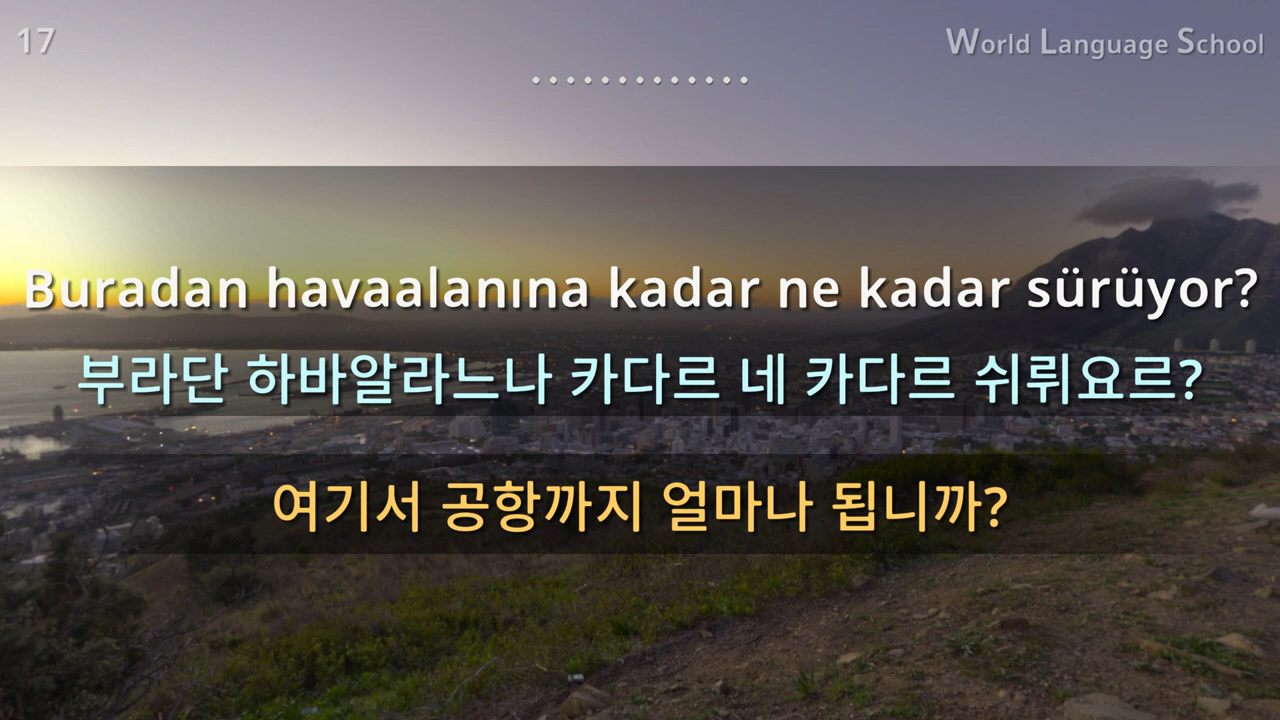 17
World Language School
Buradan havaalanına kadar ne kadar sürüyor?
부라단 하바알라느나 카다르 네 카다르 쉬뤼요르?
여기서 공항까지 얼마나 됩니까?